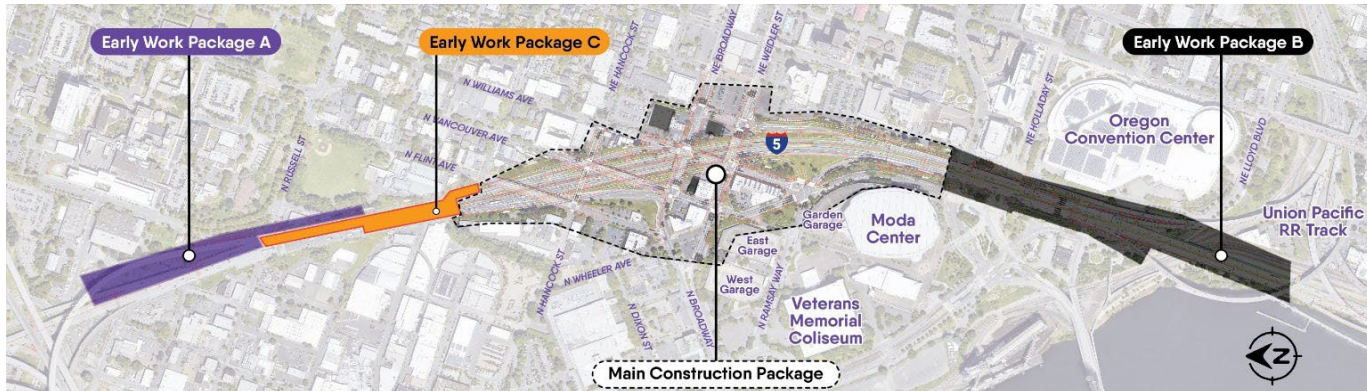 Early Work Package A
Early Work Package C
Early Work Package B
NE HANCOCK ST
NE BROADWAY
NE WEIDLER ST
N WILLIAMS AVE
N VANCOUVER AVE
N FLINT AVE
N RUSSELL ST
5
NE HOLLADAY ST
Oregon
Convention Center
NE LLOYD BLVD
Union Pacific
RR Track
Garden
Garage
Moda
Center
East
Garage
West
Garage
N HANCOCK ST
N WHEELER AVE
N DIXON ST
N BROADWAY
N RAMSAY WAY
Veterans
Memorial
Coliseum
Main Construction Package
N